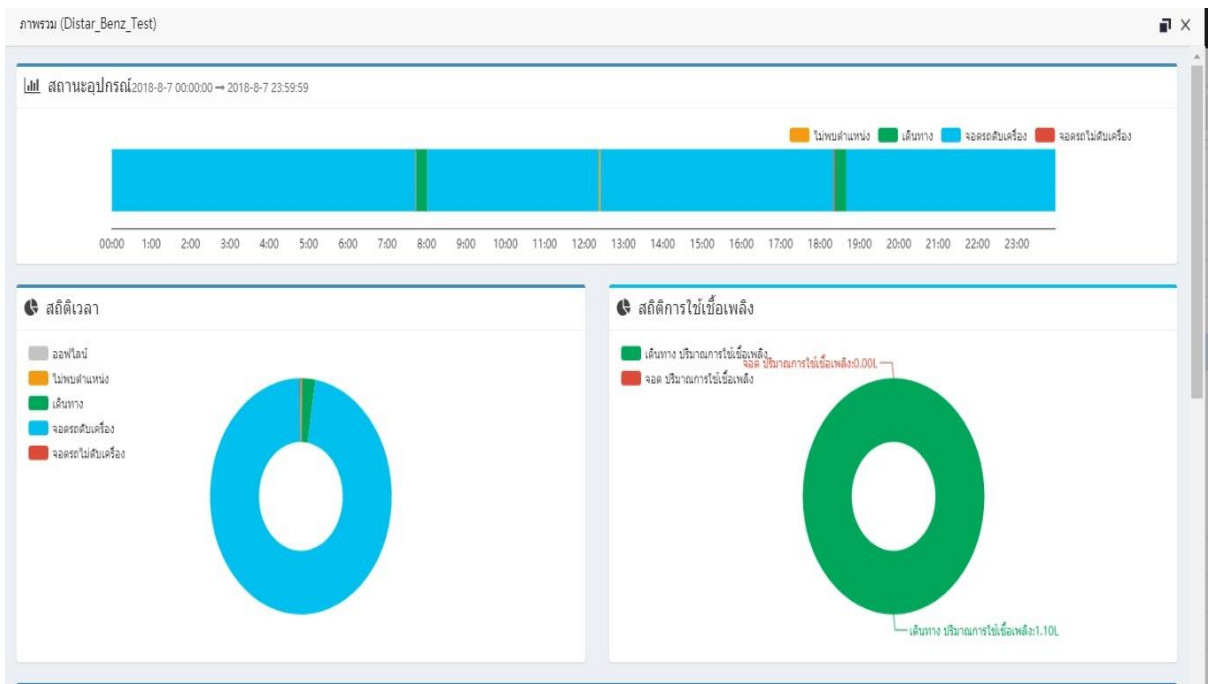 ภาพรวม (Distar_Benz_Test)
สถานะอุปกรณ์2018-8-7 00:00:00 → 2018-8-7 23:59:59
ไม่พบตำแหน่ง เดินทาง จอดรถดับเครื่อง จอดรถไม่ดับเครื่อง
00:00 1:00 2:00 3:00 4:00 5:00 6:00 7:00 8:00 9:00 10:00 11:00 12:00 13:00 14:00 15:00 16:00 17:00 18:00 19:00 20:00 21:00 22:00 23:00
สถิติเวลา
ออฟไลน์
ไม่พบตำแหน่ง
เดินทาง
จอดรถดับเครื่อง
จอดรถไม่ดับเครื่อง
สถิติการใช้เชื้อเพลิง
เดินทาง ปริมาณการใช้เชื้อเพลิง
จอด ปริมาณการใช้เชื้อเพลิง:0.00L
จอด ปริมาณการใช้เชื้อเพลิง
เดินทาง ปริมาณการใช้เชื้อเพลิง:1.10L